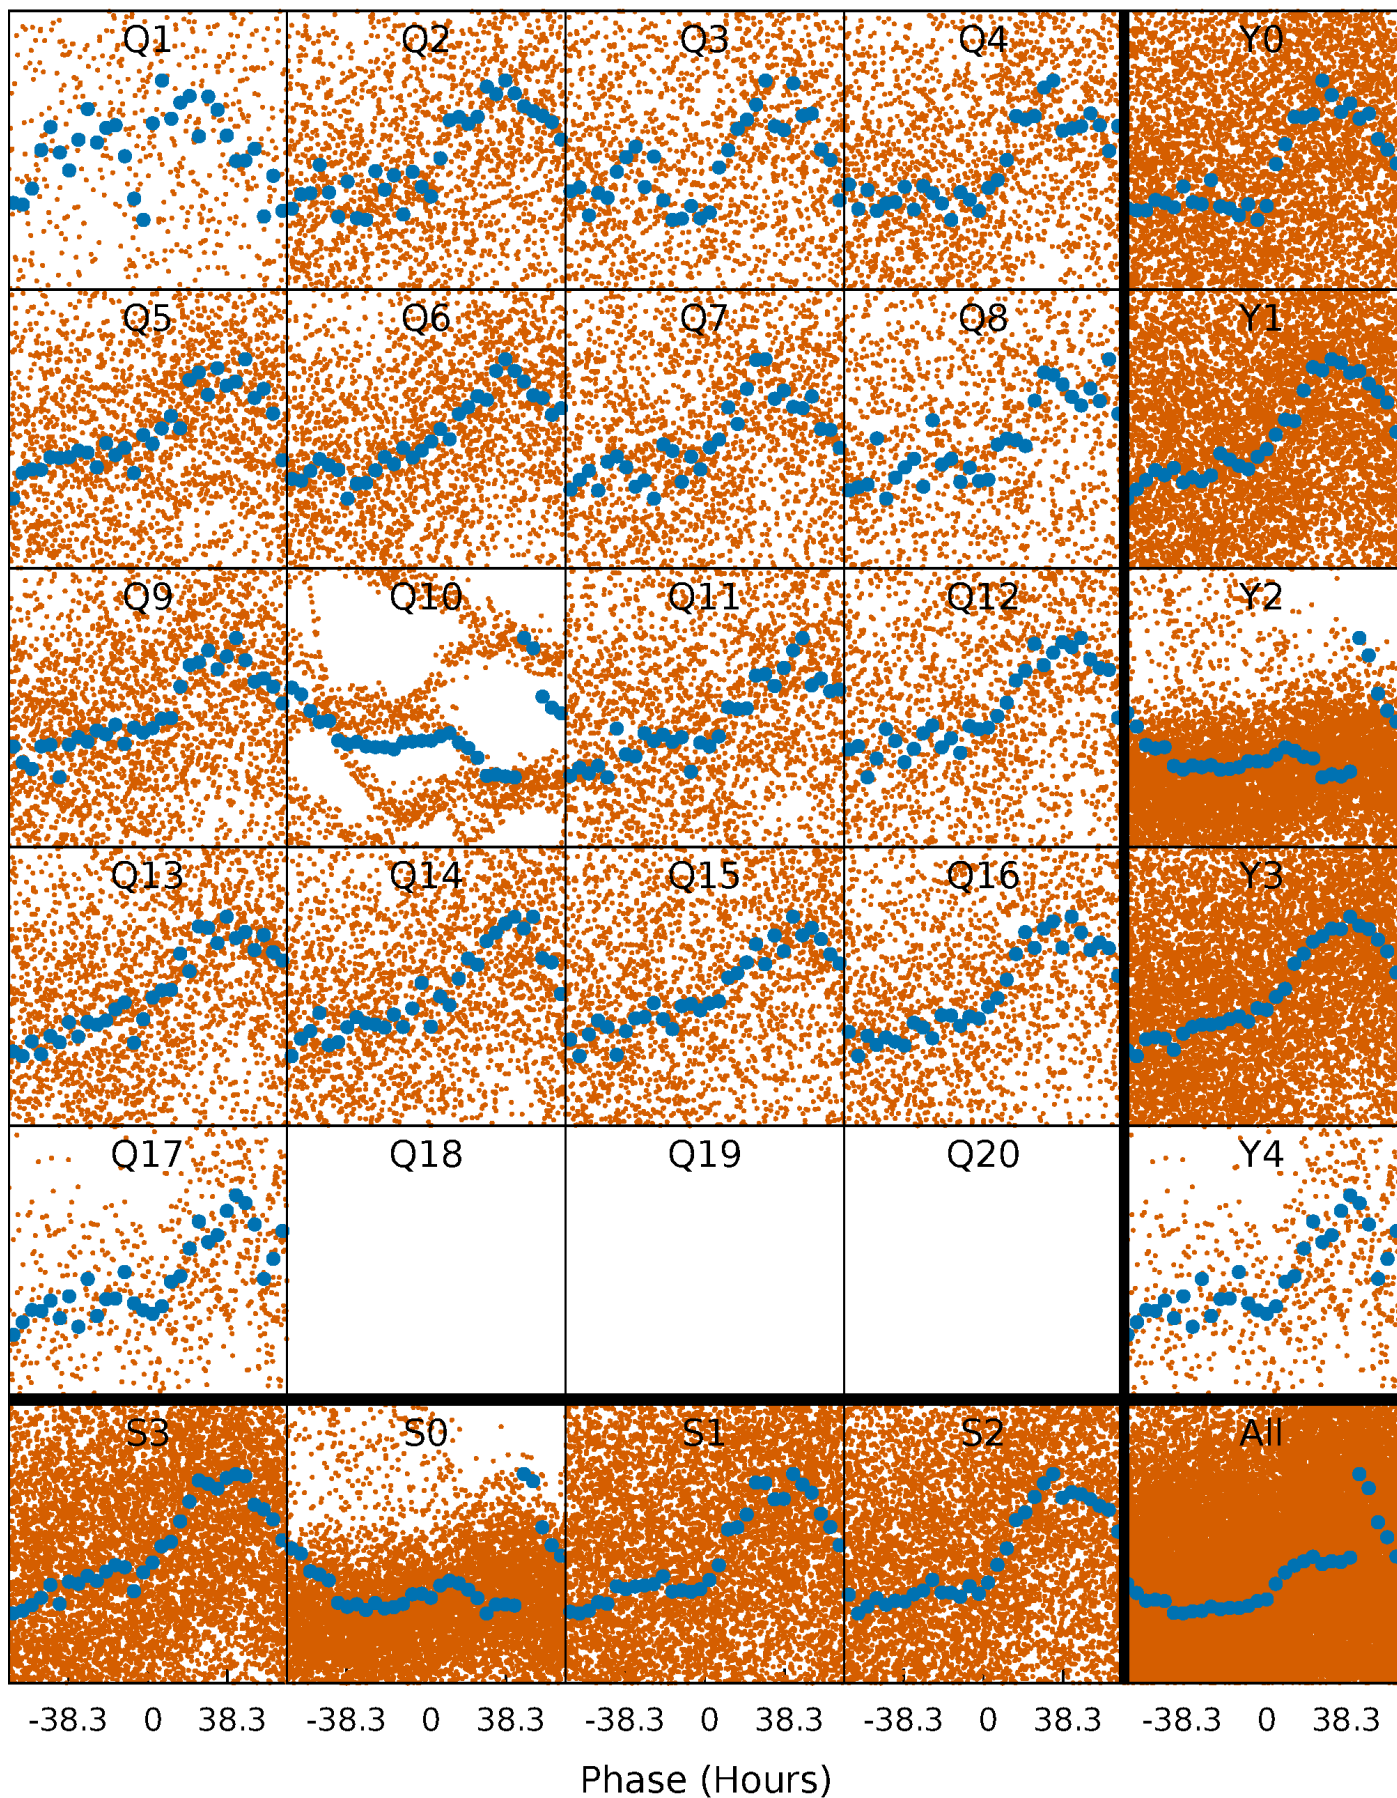 Q1 Q2 Q3 Q4 Y0
Q5 Q6 Q7 Q8 Y1
Q9 Q10 Q11 Q12 Y2
Q13 Q14 Q15 Q16 Y3
Q17 Q18 Q19 Q20 Y4
S3 S0 S1 S2 All
-38.3 0 38.3 -38.3 0 38.3 -38.3 0 38.3 -38.3 0 38.3 -38.3 0 38.3
Phase (Hours)